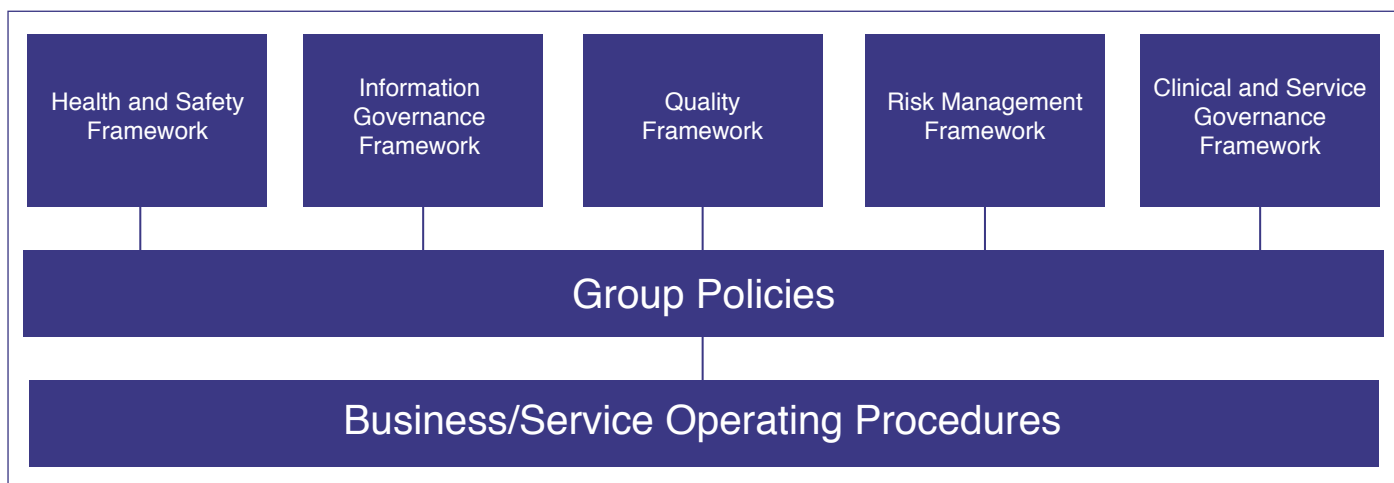 Health and Safety
Framework
Information
Governance
Framework
Quality
Framework
Risk Management
Framework
Clinical and Service
Governance
Framework
Group Policies
Business/Service Operating Procedures